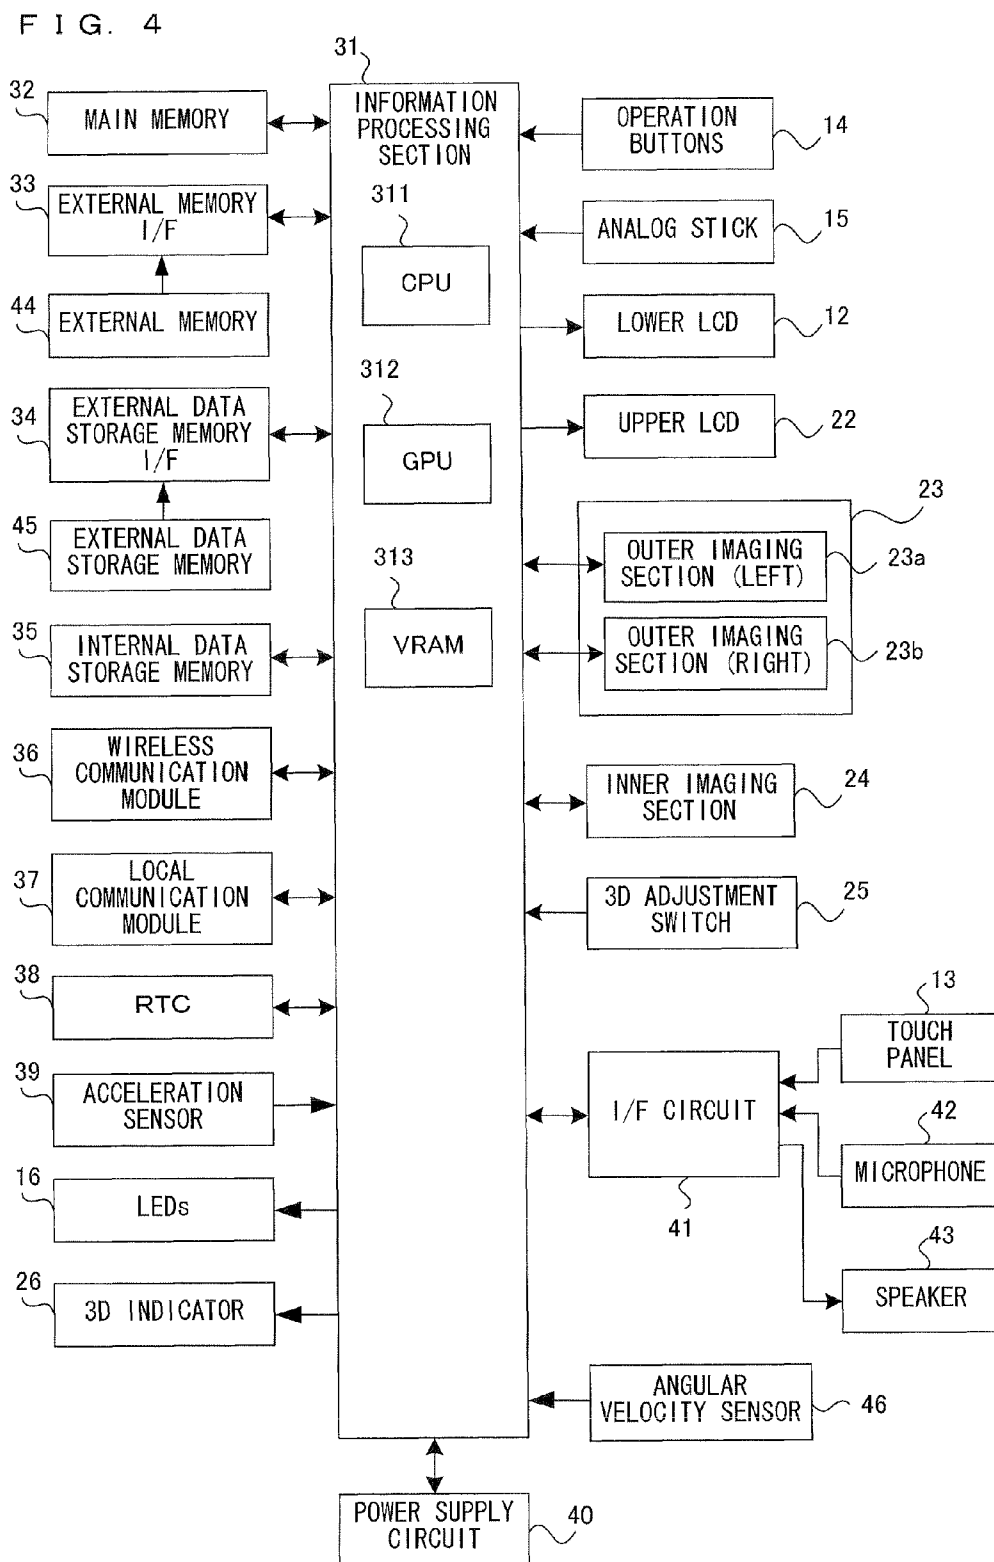 FIG. 4
31
INFORMATION
PROCESSING
SECTION
311
CPU
312
GPU
313
VRAM
32
MAIN MEMORY
33
EXTERNAL MEMORY
I/F
44
EXTERNAL MEMORY
34
EXTERNAL DATA
STORAGE MEMORY
I/F
45
EXTERNAL DATA
STORAGE MEMORY
35
INTERNAL DATA
STORAGE MEMORY
36
WIRELESS
COMMUNICATION
MODULE
37
LOCAL
COMMUNICATION
MODULE
38
RTC
39
ACCELERATION
SENSOR
16
LEDs
26
3D INDICATOR
OPERATION
BUTTONS
14
ANALOG STICK
15
LOWER LCD
12
UPPER LCD
22
23
OUTER IMAGING
SECTION (LEFT)
23a
OUTER IMAGING
SECTION (RIGHT)
23b
INNER IMAGING
SECTION
24
3D ADJUSTMENT
SWITCH
25
13
TOUCH
PANEL
I/F CIRCUIT
41
42
MICROPHONE
43
SPEAKER
ANGULAR
VELOCITY SENSOR
46
POWER SUPPLY
CIRCUIT
40